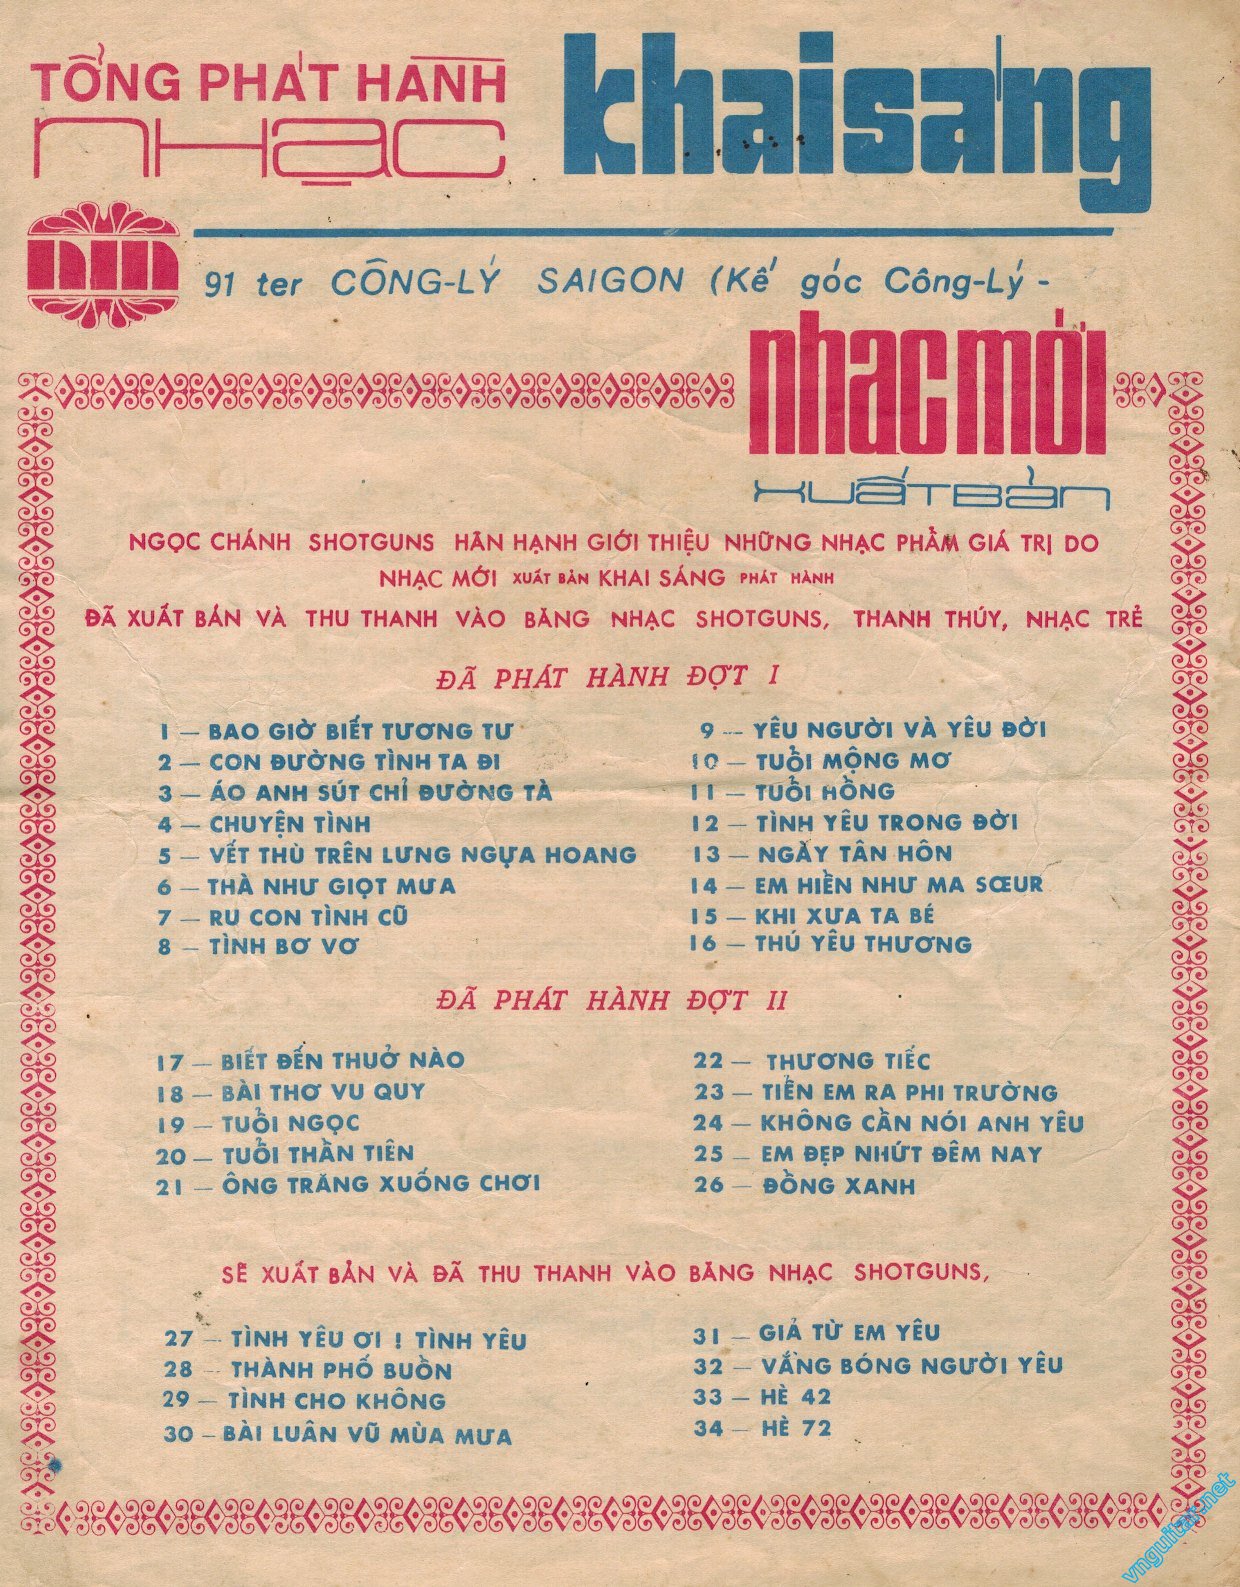 TỔNG PHÁT HÀNH
NHẠC
khai sáng
NM
91 ter CÔNG-LÝ SAIGON (Kế góc Công-Lý -
nhạc mới
XUẤT BẢN
NGỌC CHÁNH SHOTGUNS HÂN HẠNH GIỚI THIỆU NHỮNG NHẠC PHẨM GIÁ TRỊ DO
NHẠC MỚI XUẤT BẢN KHAI SÁNG PHÁT HÀNH
ĐÃ XUẤT BẢN VÀ THU THANH VÀO BĂNG NHẠC SHOTGUNS, THANH THÚY, NHẠC TRẺ
ĐÃ PHÁT HÀNH ĐỢT I
1 — BAO GIỜ BIẾT TƯƠNG TƯ
2 — CON ĐƯỜNG TÌNH TA ĐI
3 — ÁO ANH SÚT CHỈ ĐƯỜNG TÀ
4 — CHUYỆN TÌNH
5 — VẾT THÙ TRÊN LƯNG NGỰA HOANG
6 — THÀ NHƯ GIỌT MƯA
7 — RU CON TÌNH CŨ
8 — TÌNH BƠ VƠ
9 — YÊU NGƯỜI VÀ YÊU ĐỜI
10 — TUỔI MỘNG MƠ
11 — TUỔI HỒNG
12 — TÌNH YÊU TRONG ĐỜI
13 — NGÀY TÂN HÔN
14 — EM HIỀN NHƯ MA SŒUR
15 — KHI XƯA TA BÉ
16 — THÚ YÊU THƯƠNG
ĐÃ PHÁT HÀNH ĐỢT II
17 — BIẾT ĐẾN THUỞ NÀO
18 — BÀI THƠ VU QUY
19 — TUỔI NGỌC
20 — TUỔI THẦN TIÊN
21 — ÔNG TRĂNG XUỐNG CHƠI
22 — THƯƠNG TIẾC
23 — TIỄN EM RA PHI TRƯỜNG
24 — KHÔNG CẦN NÓI ANH YÊU
25 — EM ĐẸP NHỨT ĐÊM NAY
26 — ĐỒNG XANH
SẼ XUẤT BẢN VÀ ĐÃ THU THANH VÀO BĂNG NHẠC SHOTGUNS,
27 — TÌNH YÊU ƠI ! TÌNH YÊU
28 — THÀNH PHỐ BUỒN
29 — TÌNH CHO KHÔNG
30 — BÀI LUÂN VŨ MÙA MƯA
31 — GIẢ TỪ EM YÊU
32 — VẮNG BÓNG NGƯỜI YÊU
33 — HÈ 42
34 — HÈ 72
vnguitar.net